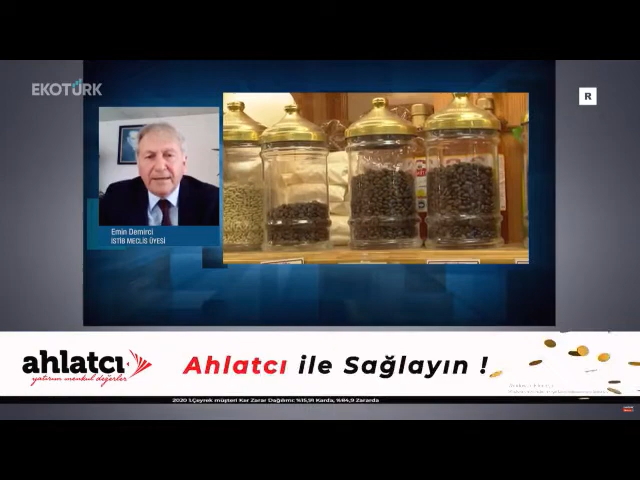 EKOTÜRK
R
Emin Demirci
İSTİB MECLİS ÜYESİ
ahlatcı
yatırım menkul değerler
Ahlatcı ile Sağlayın !
2020 1.Çeyrek müşteri Kar Zarar Dağılımı: %15,91 Karda, %84,9 Zararda